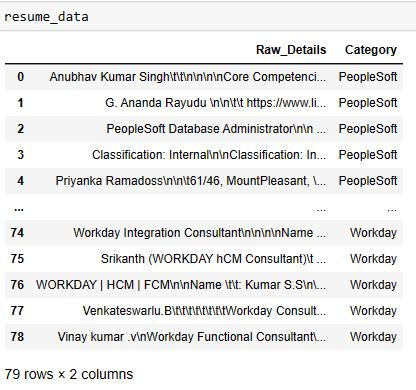 resume_data
Raw_Details Category
0 Anubhav Kumar Singh\t\t\n\n\n\nCore Competenci... PeopleSoft
1 G. Ananda Rayudu \n\n\t\t https://www.li... PeopleSoft
2 PeopleSoft Database Administrator\n\n ... PeopleSoft
3 Classification: Internal\n\nClassification: In... PeopleSoft
4 Priyanka Ramadoss\n\n\t61/46, MountPleasant, \... PeopleSoft
... ... ...
74 Workday Integration Consultant\n\n\n\nName ... Workday
75 Srikanth (WORKDAY hCM Consultant)\t ... Workday
76 WORKDAY | HCM | FCM\n\nName \t\t: Kumar S.S\n\... Workday
77 Venkateswarlu.B\t\t\t\t\t\t\tWorkday Consult... Workday
78 Vinay kumar .v\nWorkday Functional Consultant\... Workday
79 rows × 2 columns